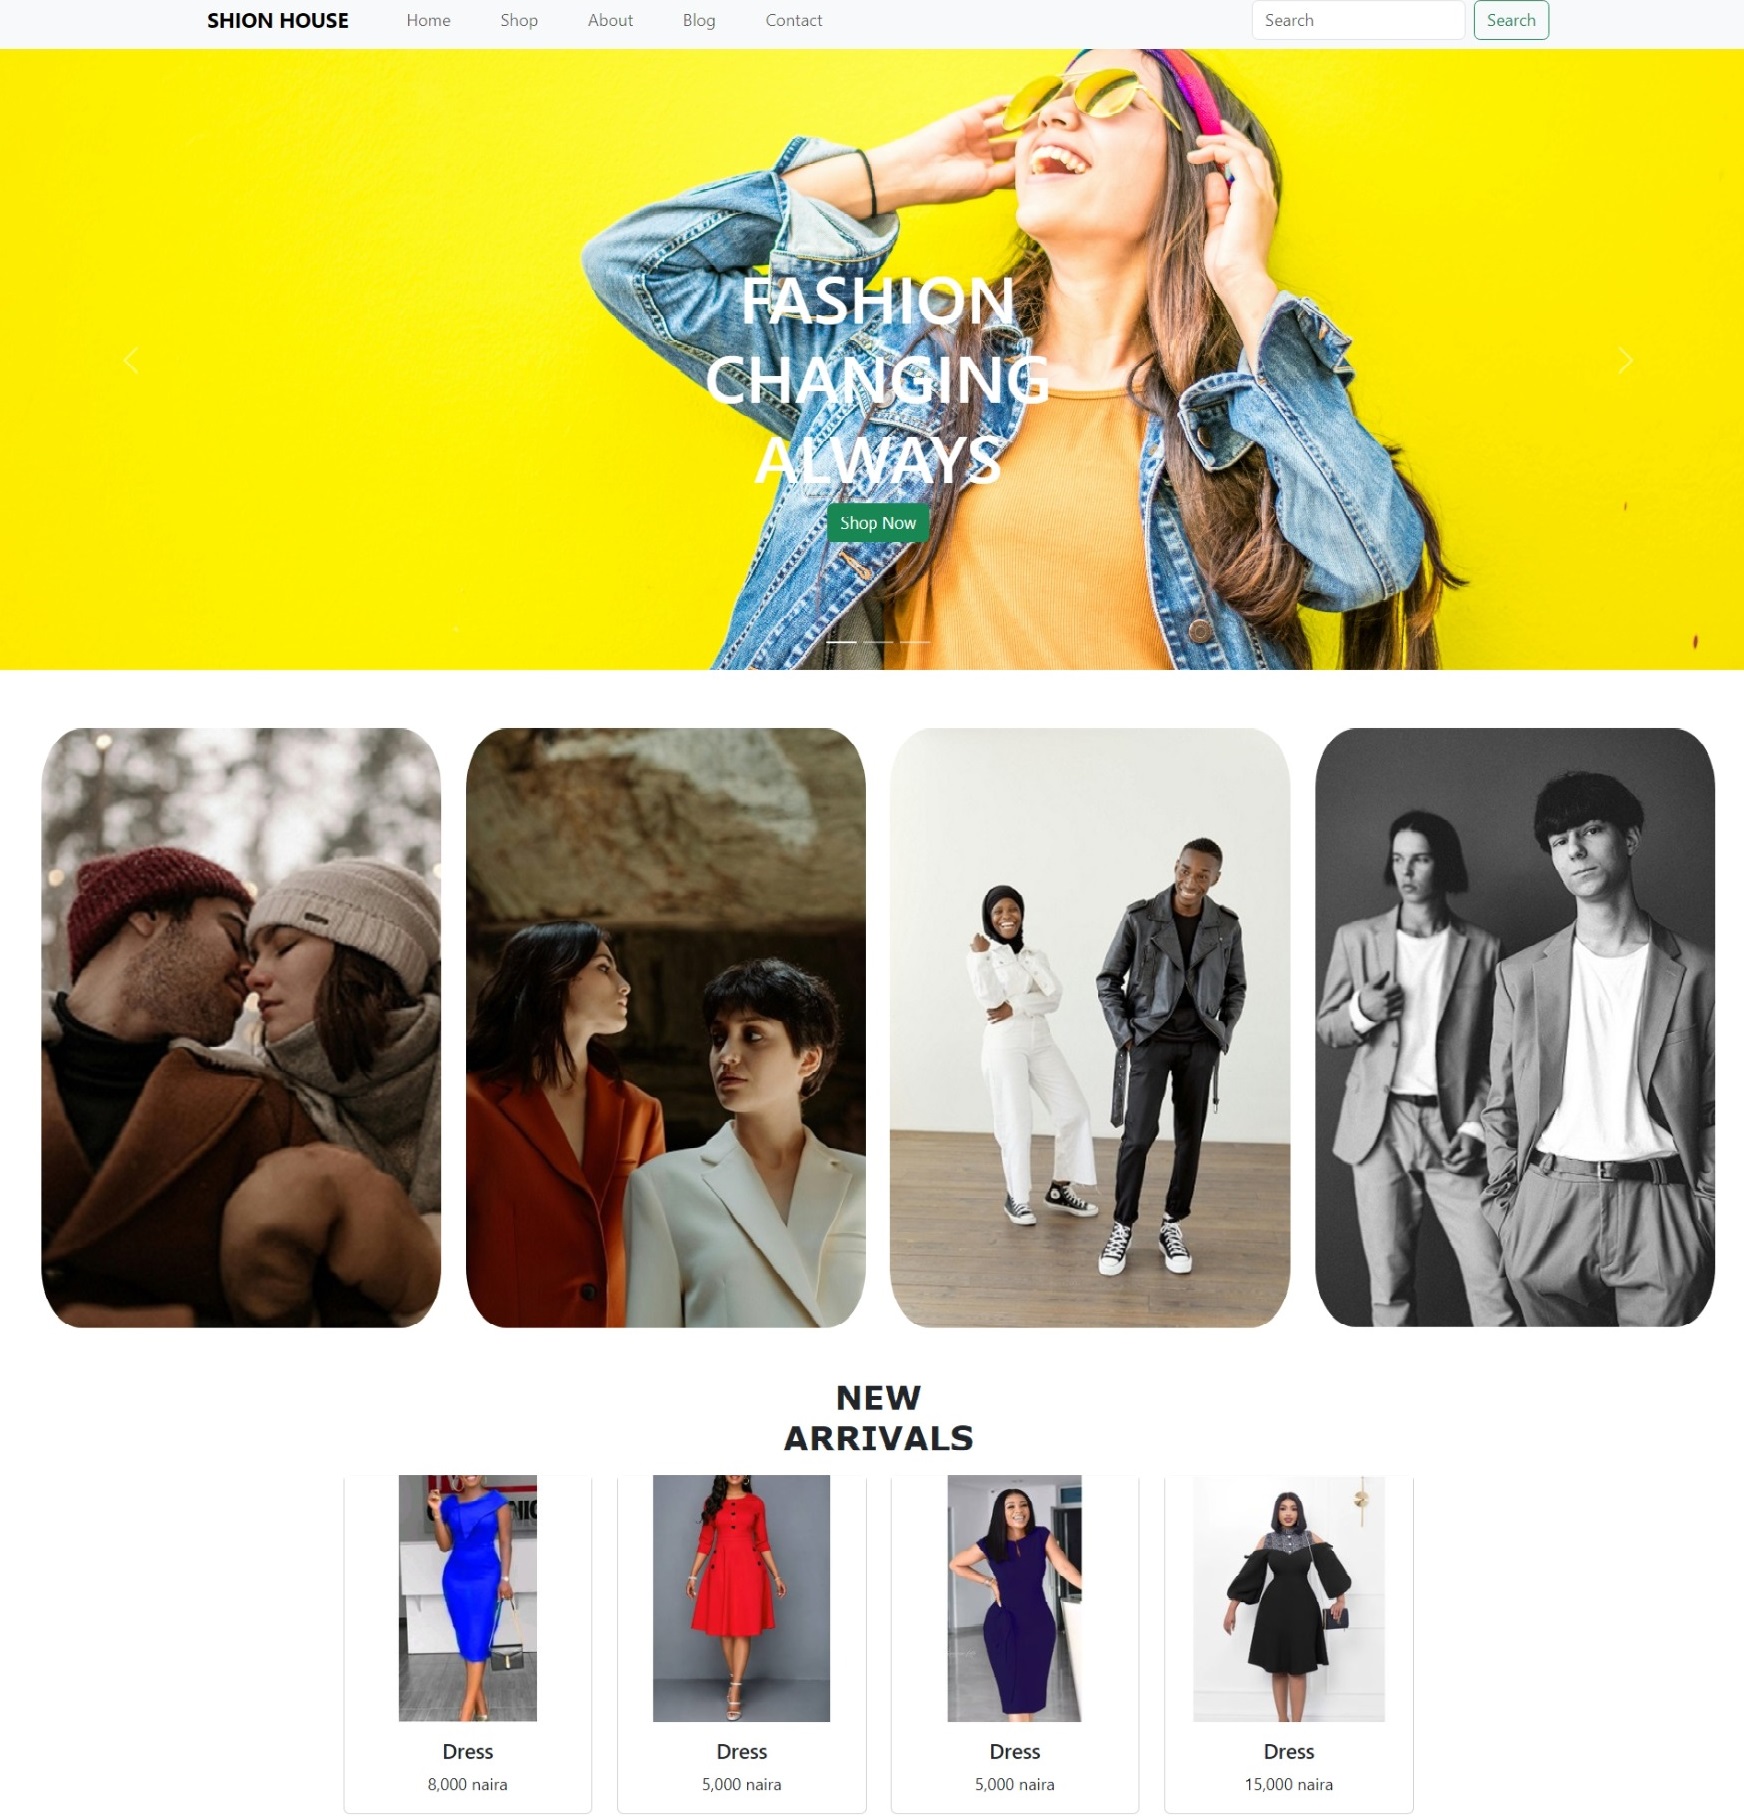 SHION HOUSE Home Shop About Blog Contact Search Search
FASHION
CHANGING
ALWAYS
Shop Now
NEW
ARRIVALS
Dress Dress Dress Dress
8,000 naira 5,000 naira 5,000 naira 15,000 naira